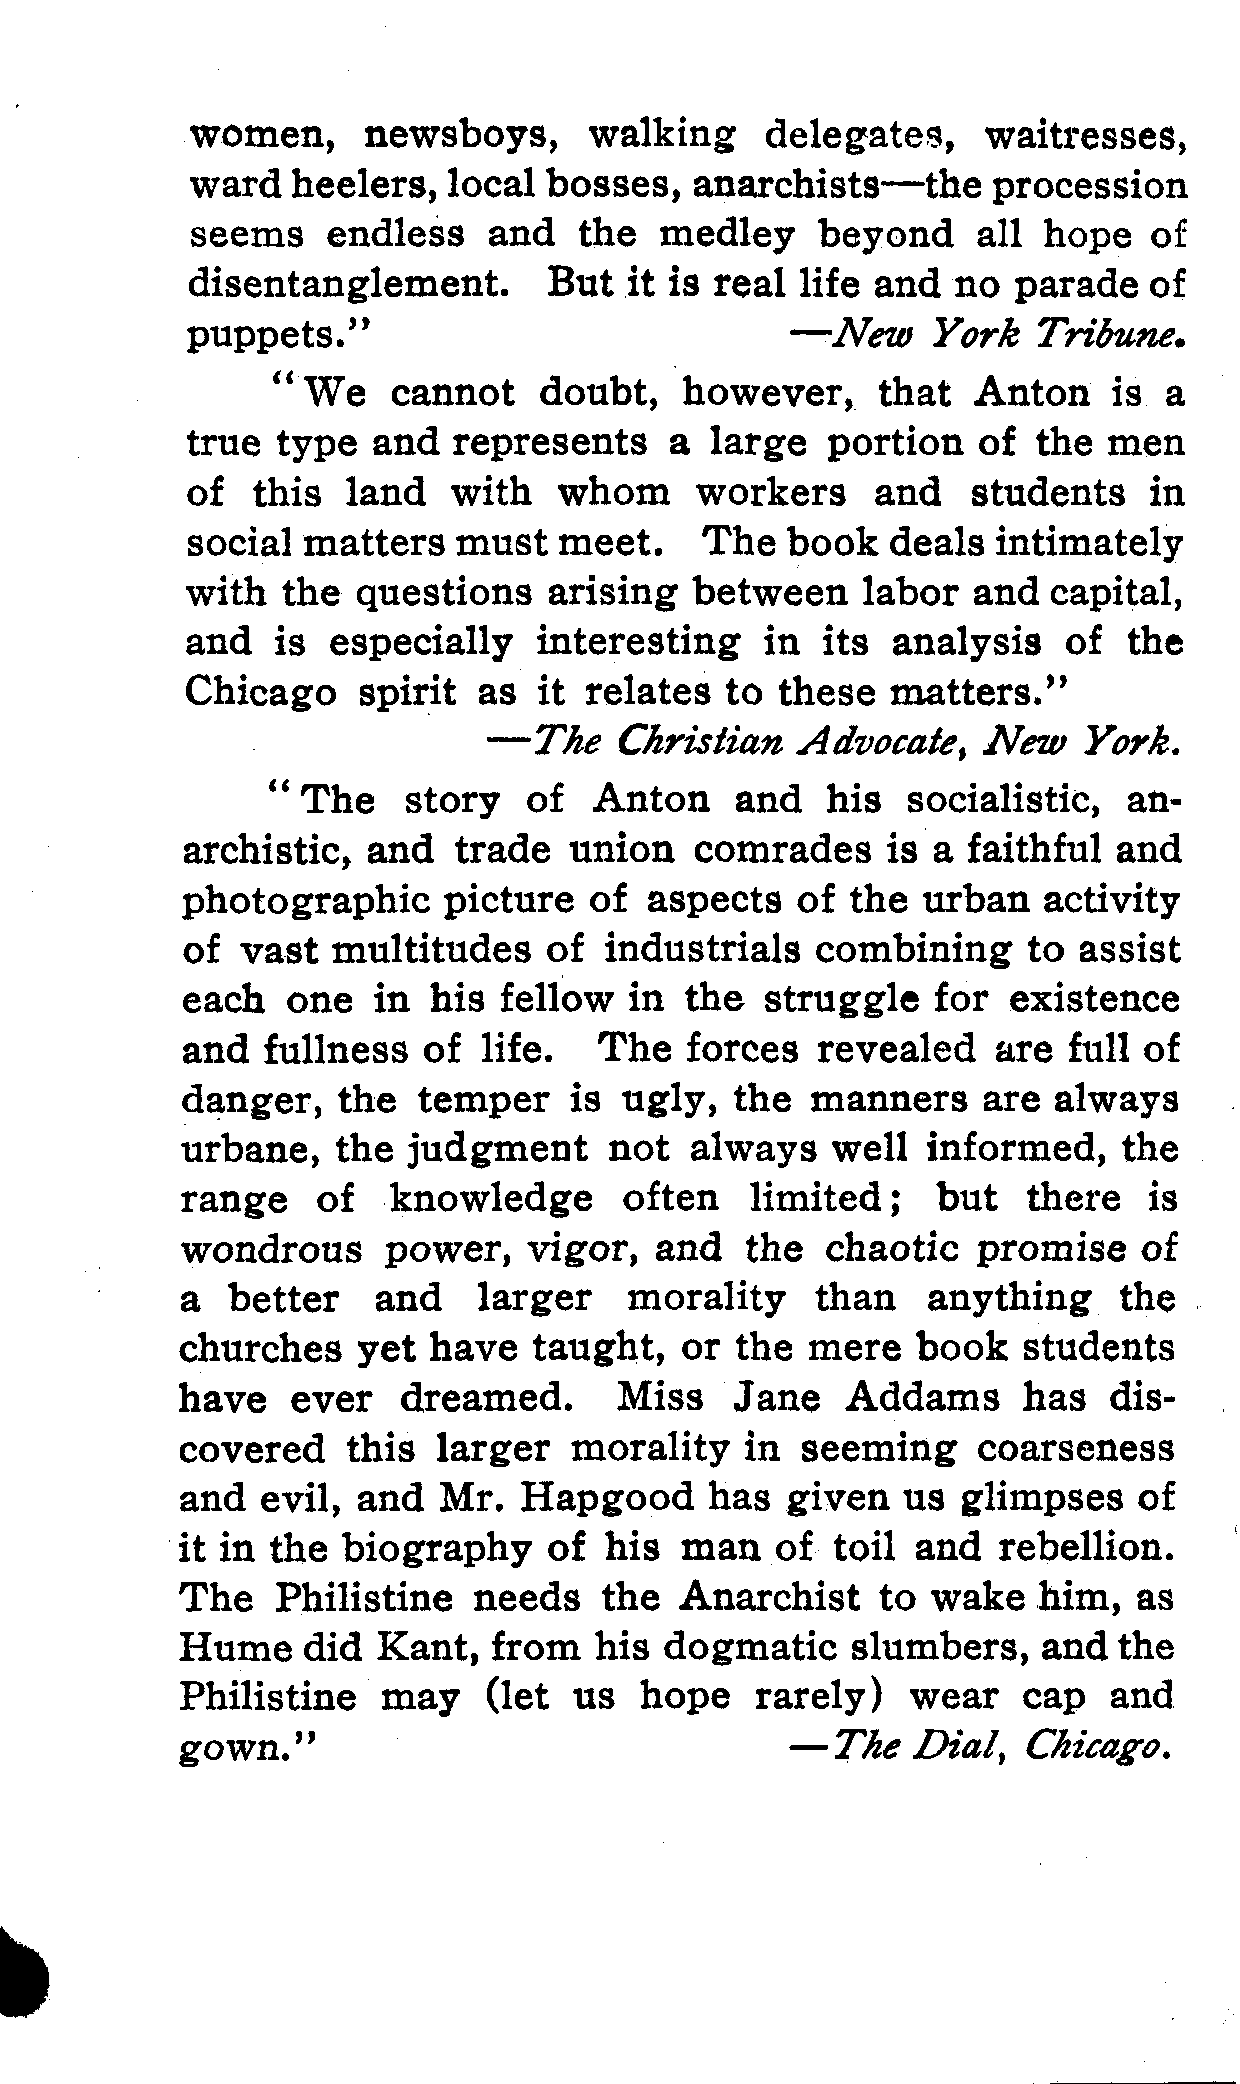 women, newsboys, walking delegates, waitresses,
ward heelers, local bosses, anarchists—the procession
seems endless and the medley beyond all hope of
disentanglement. But it is real life and no parade of
puppets." —New York Tribune.
"We cannot doubt, however, that Anton is a
true type and represents a large portion of the men
of this land with whom workers and students in
social matters must meet. The book deals intimately
with the questions arising between labor and capital,
and is especially interesting in its analysis of the
Chicago spirit as it relates to these matters."
—The Christian Advocate, New York.
"The story of Anton and his socialistic, an-
archistic, and trade union comrades is a faithful and
photographic picture of aspects of the urban activity
of vast multitudes of industrials combining to assist
each one in his fellow in the struggle for existence
and fullness of life. The forces revealed are full of
danger, the temper is ugly, the manners are always
urbane, the judgment not always well informed, the
range of knowledge often limited; but there is
wondrous power, vigor, and the chaotic promise of
a better and larger morality than anything the
churches yet have taught, or the mere book students
have ever dreamed. Miss Jane Addams has dis-
covered this larger morality in seeming coarseness
and evil, and Mr. Hapgood has given us glimpses of
it in the biography of his man of toil and rebellion.
The Philistine needs the Anarchist to wake him, as
Hume did Kant, from his dogmatic slumbers, and the
Philistine may (let us hope rarely) wear cap and
gown." —The Dial, Chicago.